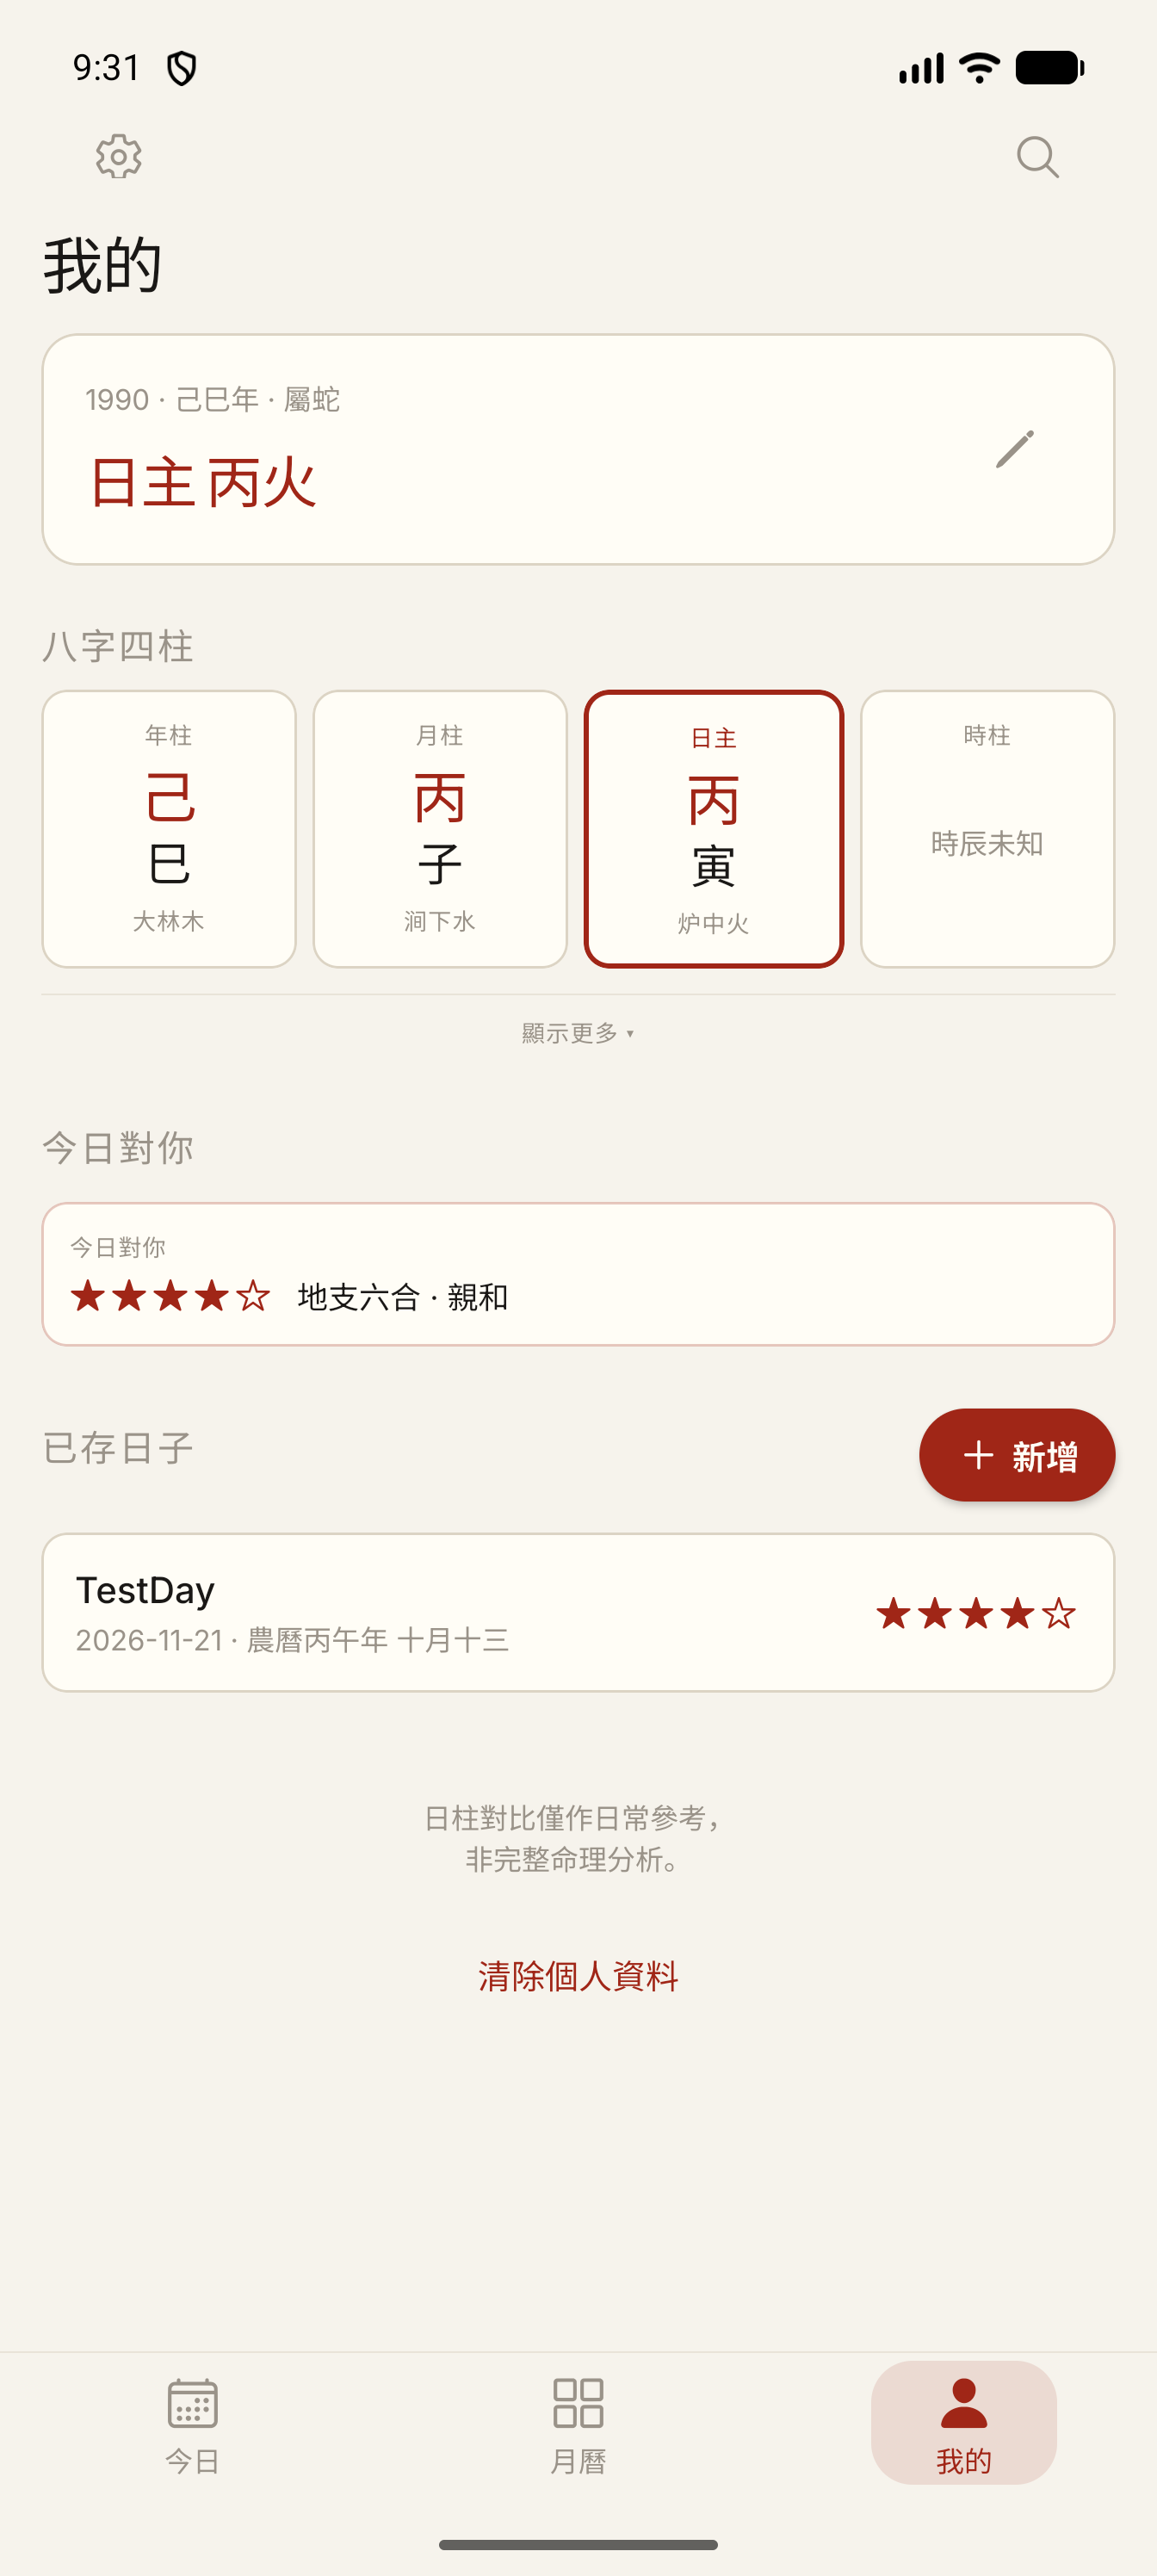 9:31
我的
1990 · 己巳年 · 屬蛇
日主 丙火
八字四柱
年柱
己
巳
大林木
月柱
丙
子
涧下水
日主
丙
寅
炉中火
時柱
時辰未知
顯示更多 ▾
今日對你
今日對你
★★★★☆ 地支六合 · 親和
已存日子
+ 新增
TestDay
2026-11-21 · 農曆丙午年 十月十三
★★★★☆
日柱對比僅作日常參考，
非完整命理分析。
清除個人資料
今日
月曆
我的